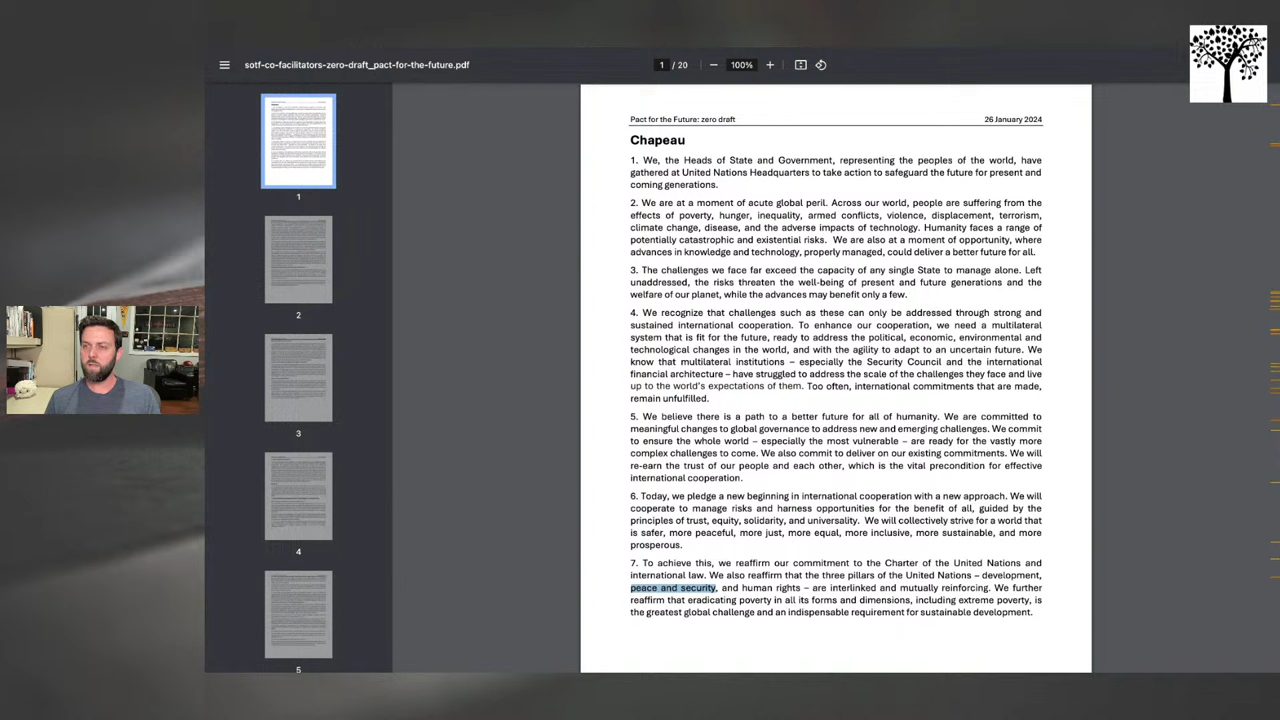 sotf-co-facilitators-zero-draft_pact-for-the-future.pdf
1 / 20
100%
1
2
3
4
5
Pact for the Future: zero draft 26 January 2024
Chapeau
1. We, the Heads of State and Government, representing the peoples of the world, have
gathered at United Nations Headquarters to take action to safeguard the future for present and
coming generations.
2. We are at a moment of acute global peril. Across our world, people are suffering from the
effects of poverty, hunger, inequality, armed conflicts, violence, displacement, terrorism,
climate change, disease, and the adverse impacts of technology. Humanity faces a range of
potentially catastrophic and existential risks. We are also at a moment of opportunity, where
advances in knowledge and technology, properly managed, could deliver a better future for all.
3. The challenges we face far exceed the capacity of any single State to manage alone. Left
unaddressed, the risks threaten the well-being of present and future generations and the
welfare of our planet, while the advances may benefit only a few.
4. We recognize that challenges such as these can only be addressed through strong and
sustained international cooperation. To enhance our cooperation, we need a multilateral
system that is fit for the future, ready to address the political, economic, environmental and
technological changes in the world, and with the agility to adapt to an uncertain future. We
know that multilateral institutions – especially the Security Council and the international
financial architecture – have struggled to address the scale of the challenges they face and live
up to the world's expectations of them. Too often, international commitments that are made,
remain unfulfilled.
5. We believe there is a path to a better future for all of humanity. We are committed to
meaningful changes to global governance to address new and emerging challenges. We commit
to ensure the whole world – especially the most vulnerable – are ready for the vastly more
complex challenges to come. We also commit to deliver on our existing commitments. We will
re-earn the trust of our people and each other, which is the vital precondition for effective
international cooperation.
6. Today, we pledge a new beginning in international cooperation with a new approach. We will
cooperate to manage risks and harness opportunities for the benefit of all, guided by the
principles of trust, equity, solidarity, and universality. We will collectively strive for a world that
is safer, more peaceful, more just, more equal, more inclusive, more sustainable, and more
prosperous.
7. To achieve this, we reaffirm our commitment to the Charter of the United Nations and
international law. We also reaffirm that the three pillars of the United Nations – development,
peace and security, and human rights – are interlinked and mutually reinforcing. We further
reaffirm that eradicating poverty in all its forms and dimensions, including extreme poverty, is
the greatest global challenge and an indispensable requirement for sustainable development.